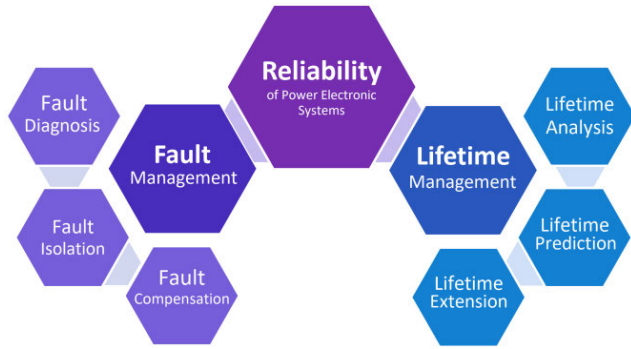 Reliability
of Power Electronic
Systems
Fault
Management
Fault
Diagnosis
Fault
Isolation
Fault
Compensation
Lifetime
Management
Lifetime
Analysis
Lifetime
Prediction
Lifetime
Extension